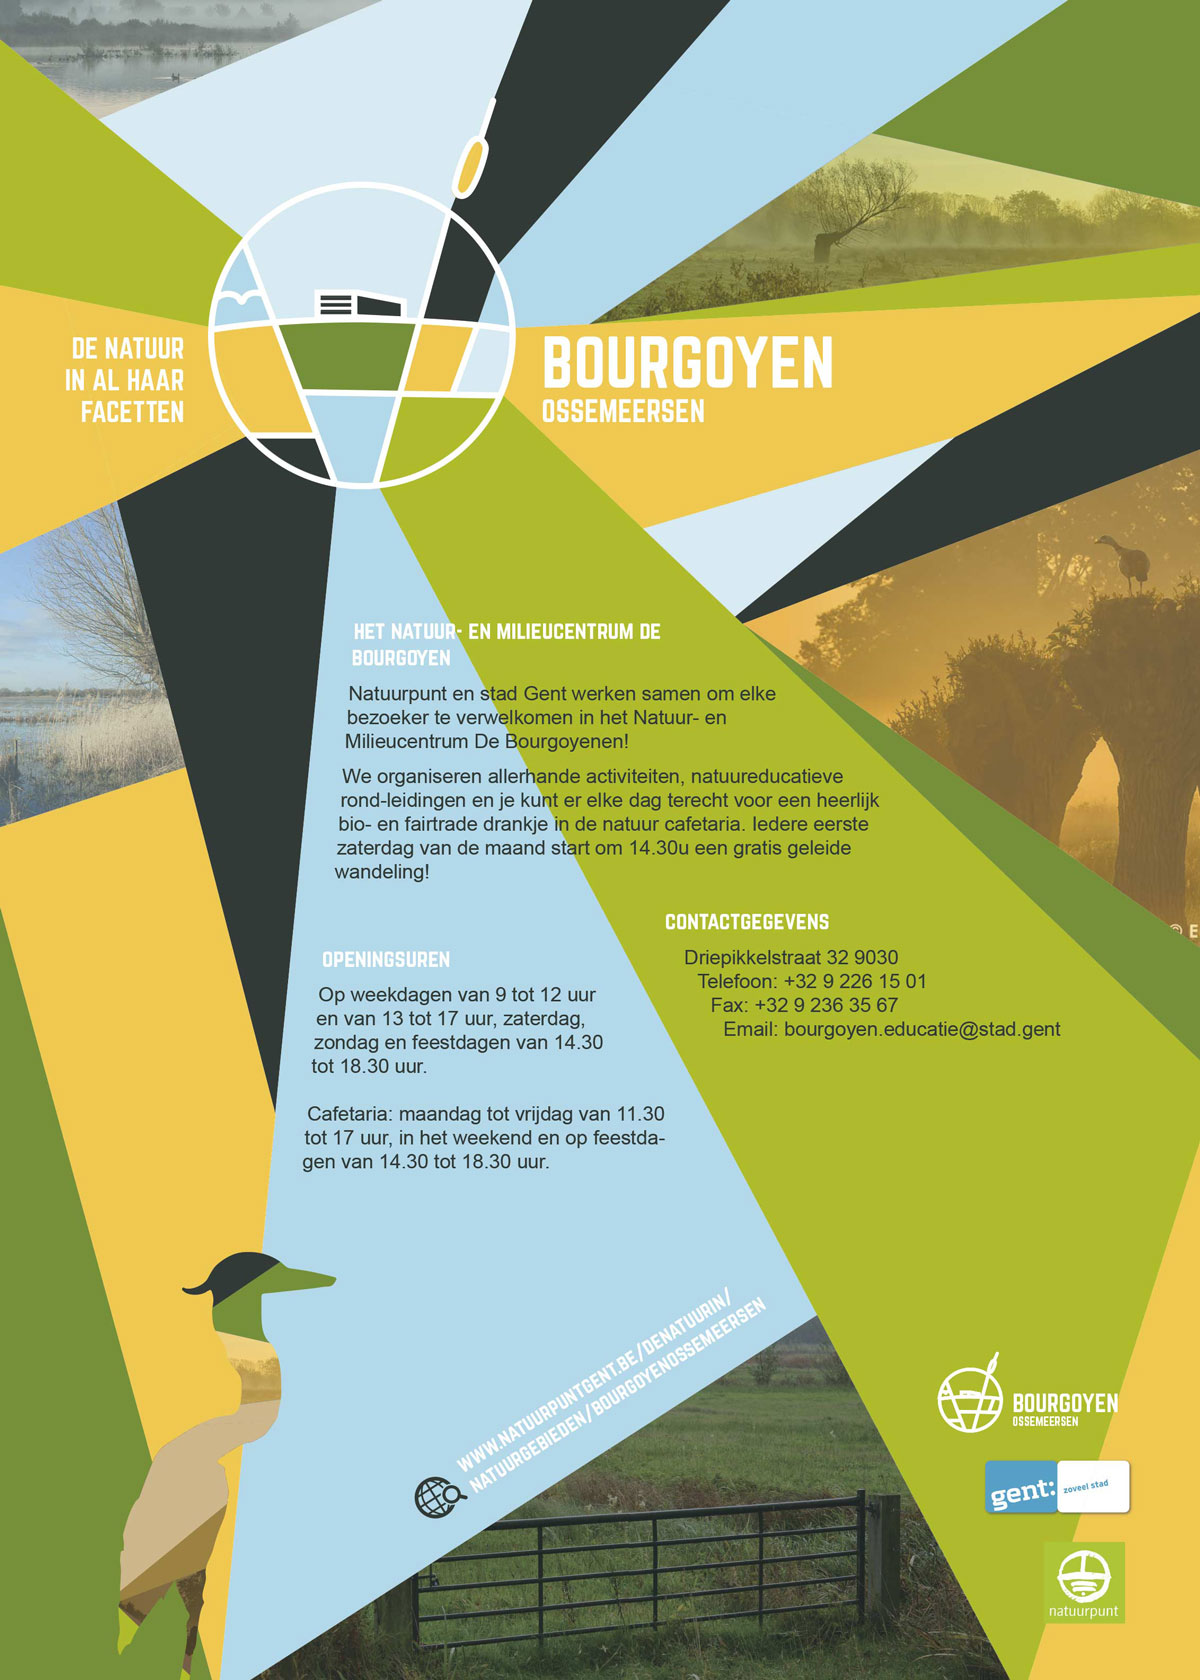 DE NATUUR
IN AL HAAR
FACETTEN
BOURGOYEN
OSSEMEERSEN
HET NATUUR- EN MILIEUCENTRUM DE
BOURGOYEN
Natuurpunt en stad Gent werken samen om elke
bezoeker te verwelkomen in het Natuur- en
Milieucentrum De Bourgoyenen!
We organiseren allerhande activiteiten, natuureducatieve
rond-leidingen en je kunt er elke dag terecht voor een heerlijk
bio- en fairtrade drankje in de natuur cafetaria. Iedere eerste
zaterdag van de maand start om 14.30u een gratis geleide
wandeling!
OPENINGSUREN
Op weekdagen van 9 tot 12 uur
en van 13 tot 17 uur, zaterdag,
zondag en feestdagen van 14.30
tot 18.30 uur.
Cafetaria: maandag tot vrijdag van 11.30
tot 17 uur, in het weekend en op feestda-
gen van 14.30 tot 18.30 uur.
CONTACTGEGEVENS
Driepikkelstraat 32 9030
Telefoon: +32 9 226 15 01
Fax: +32 9 236 35 67
Email: bourgoyen.educatie@stad.gent
© E
WWW.NATUURPUNTGENT.BE/DENATUURIN/
NATUURGEBIEDEN/BOURGOYENOSSEMEERSEN
BOURGOYEN
OSSEMEERSEN
gent: zoveel stad
natuurpunt